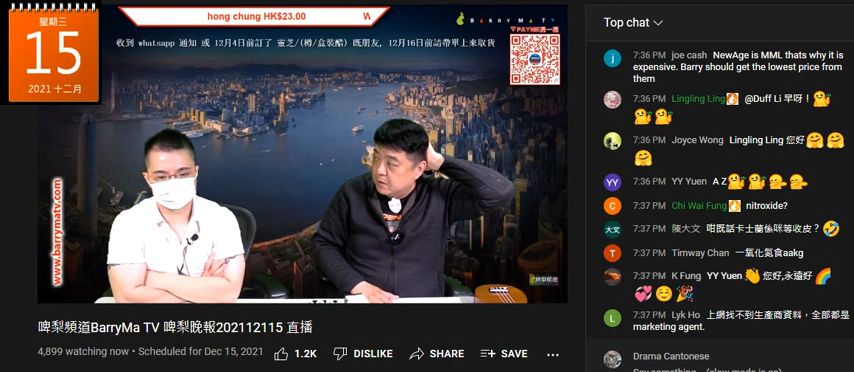 星期三
15
2021 十二月
hong chung HK$23.00
W
BARRYMATV
PAYME
收到 whatsapp 通知 或 12月4日前訂了 靈芝/(樽/盒裝醋) 既朋友, 12月16日前請帶單上來取貨
www.barrymatv.com
啤梨頻道BarryMa TV 啤梨晚報202112115 直播
4,899 watching now • Scheduled for Dec 15, 2021
1.2K
DISLIKE
SHARE
SAVE
Top chat
j
7:36 PM joe cash NewAge is MML thats why it is
expensive. Barry should get the lowest price from
them
7:36 PM Lingling Ling @Duff Li 早呀！
7:36 PM Joyce Wong Lingling Ling 您好
YY
7:36 PM YY Yuen A Z
C
7:37 PM Chi Wai Fung nitroxide?
大文
7:37 PM 陳大文 咁既話卡士蘭係咪等收皮？
T
7:37 PM Timway Chan 一氧化氮食aakg
7:37 PM K Fung YY Yuen 您好,永遠好
L
7:37 PM Lyk Ho 上網找不到生產商資料，全部都是
marketing agent.
Drama Cantonese
Say something... (slow mode is on)